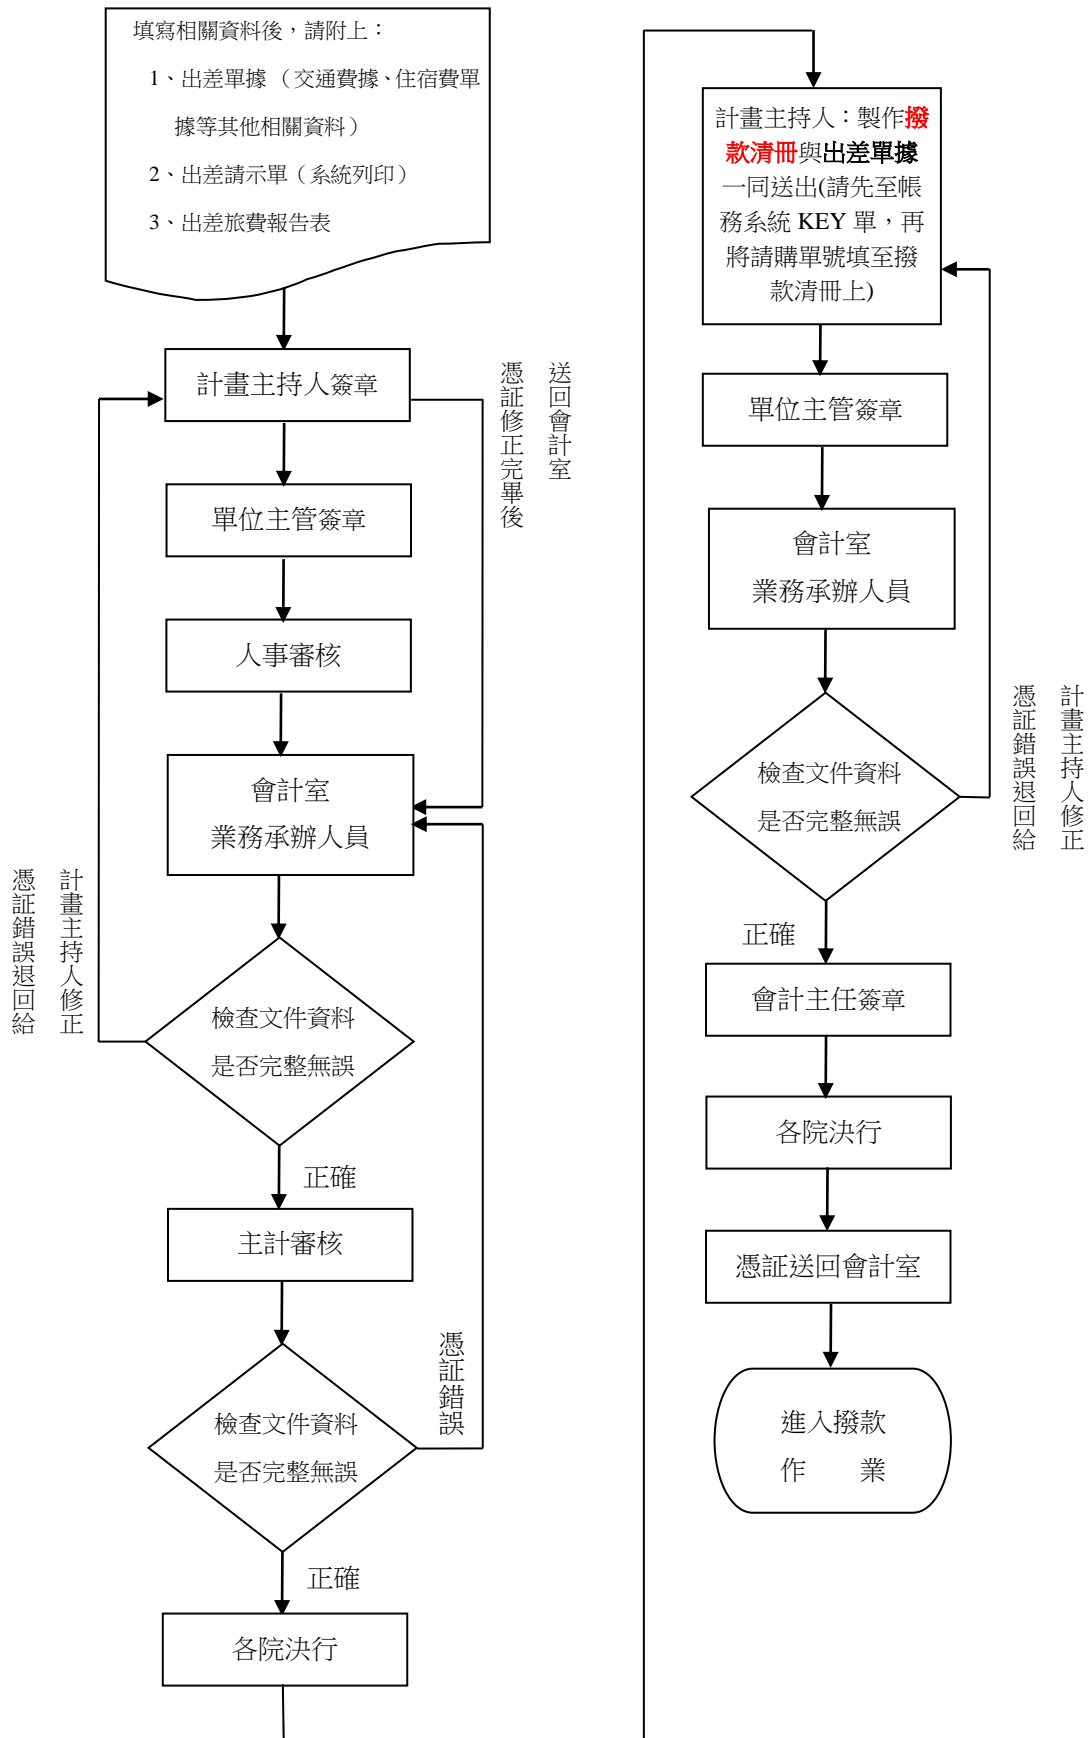 填寫相關資料後，請附上：
1、出差單據（交通費據、住宿費單
據等其他相關資料）
2、出差請示單（系統列印）
3、出差旅費報告表
計畫主持人簽章
送回會計室
憑証修正完畢後
單位主管簽章
人事審核
會計室
業務承辦人員
計畫主持人修正
憑証錯誤退回給
檢查文件資料
是否完整無誤
正確
主計審核
憑証錯誤
檢查文件資料
是否完整無誤
正確
各院決行
計畫主持人：製作撥
款清冊與出差單據
一同送出(請先至帳
務系統 KEY 單，再
將請購單號填至撥
款清冊上)
單位主管簽章
會計室
業務承辦人員
計畫主持人修正
憑証錯誤退回給
檢查文件資料
是否完整無誤
正確
會計主任簽章
各院決行
憑証送回會計室
進入撥款
作　業